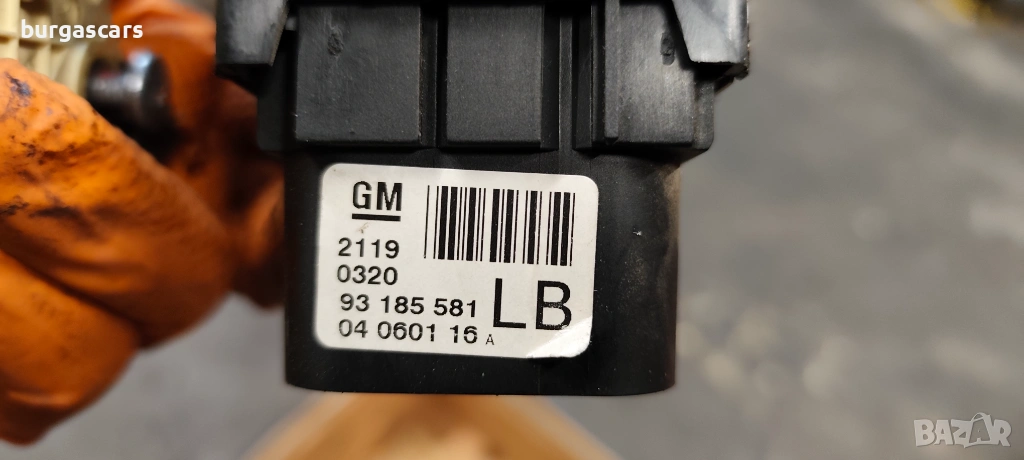 burgascars
GM
2119
0320
93 185 581
04 0601 16 A
LB
BAZAR